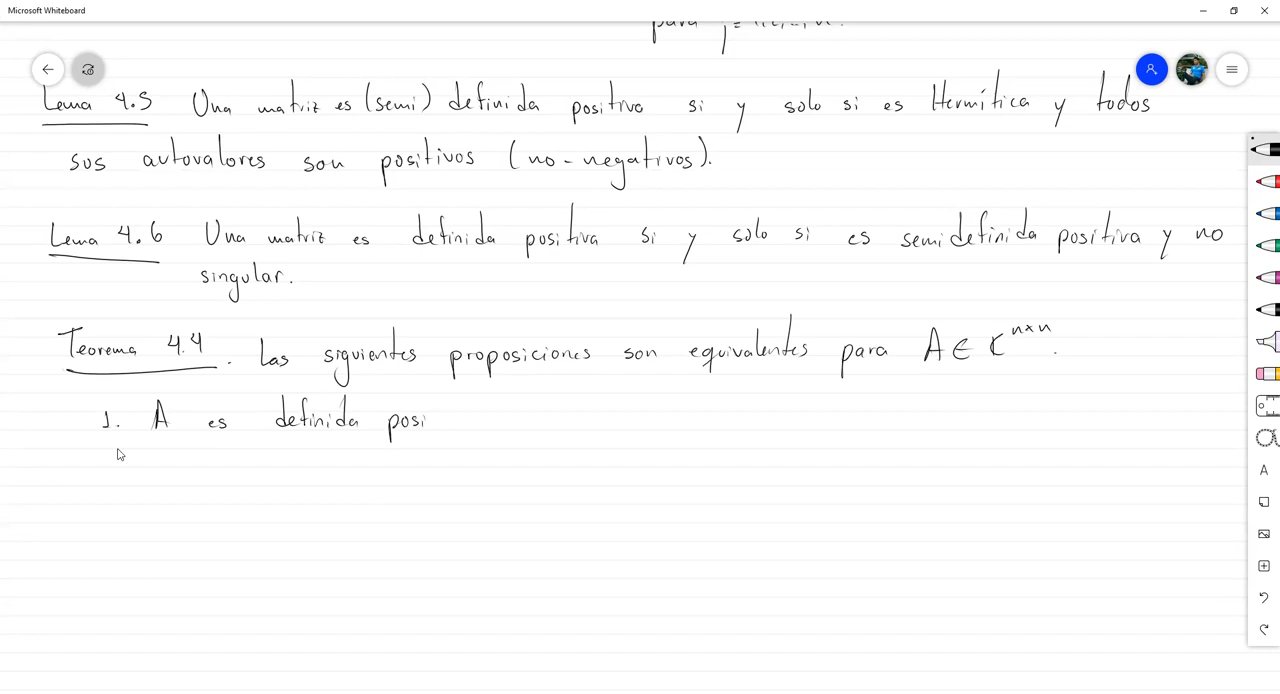 Microsoft Whiteboard
para
Lema 4.5 Una matriz es (semi) definida positiva si y solo si es Hermítica y todos
sus autovalores son positivos (no-negativos).
Lema 4.6 Una matriz es definida positiva si y solo si es semidefinida positiva y no
singular.
Teorema 4.4. Las siguientes proposiciones son equivalentes para A ∈ ℂⁿˣⁿ.
1. A es definida posi